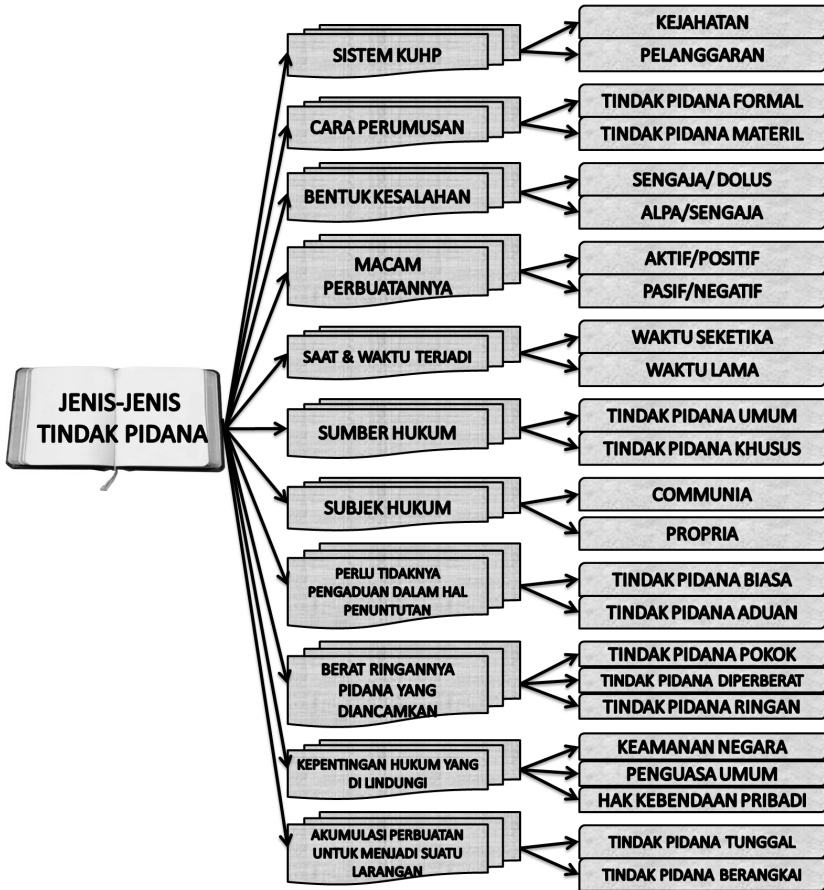 JENIS-JENIS
TINDAK PIDANA
SISTEM KUHP
KEJAHATAN
PELANGGARAN
CARA PERUMUSAN
TINDAK PIDANA FORMAL
TINDAK PIDANA MATERIL
BENTUK KESALAHAN
SENGAJA/ DOLUS
ALPA/SENGAJA
MACAM
PERBUATANNYA
AKTIF/POSITIF
PASIF/NEGATIF
SAAT & WAKTU TERJADI
WAKTU SEKETIKA
WAKTU LAMA
SUMBER HUKUM
TINDAK PIDANA UMUM
TINDAK PIDANA KHUSUS
SUBJEK HUKUM
COMMUNIA
PROPRIA
PERLU TIDAKNYA
PENGADUAN DALAM HAL
PENUNTUTAN
TINDAK PIDANA BIASA
TINDAK PIDANA ADUAN
BERAT RINGANNYA
PIDANA YANG
DIANCAMKAN
TINDAK PIDANA POKOK
TINDAK PIDANA DIPERBERAT
TINDAK PIDANA RINGAN
KEPENTINGAN HUKUM YANG
DI LINDUNGI
KEAMANAN NEGARA
PENGUASA UMUM
HAK KEBENDAAN PRIBADI
AKUMULASI PERBUATAN
UNTUK MENJADI SUATU
LARANGAN
TINDAK PIDANA TUNGGAL
TINDAK PIDANA BERANGKAI